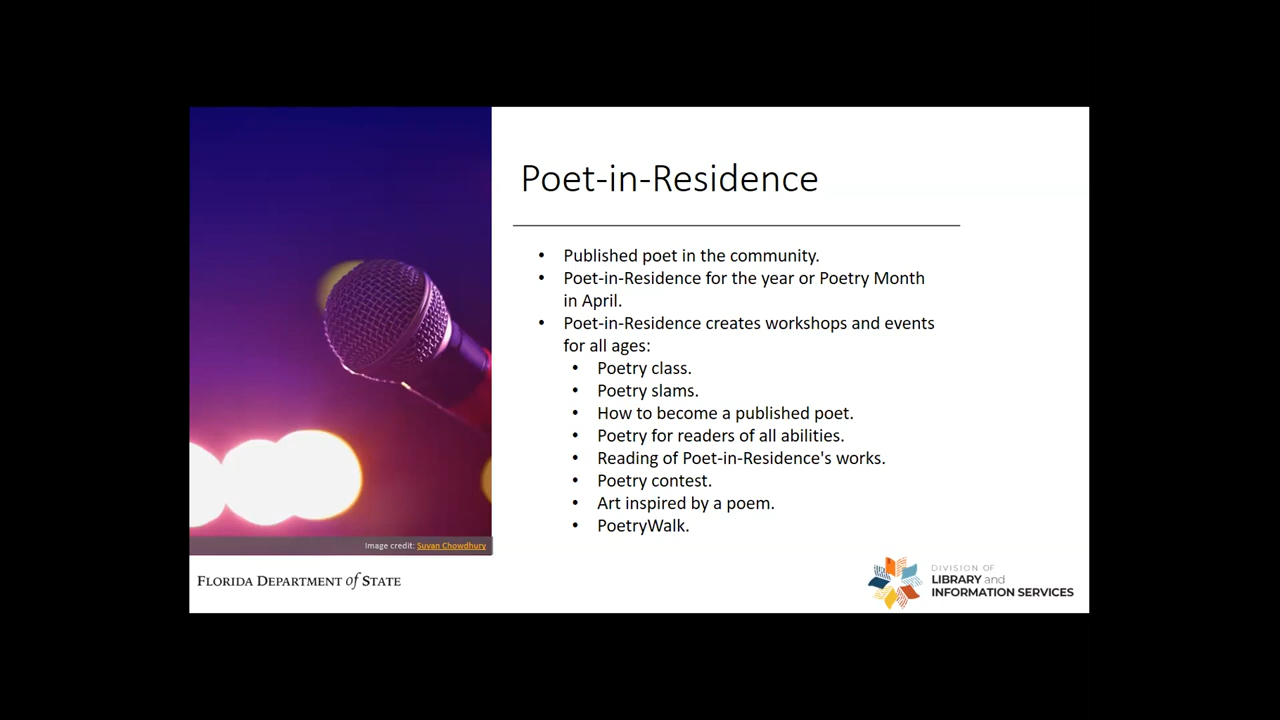 Poet-in-Residence
• Published poet in the community.
• Poet-in-Residence for the year or Poetry Month
in April.
• Poet-in-Residence creates workshops and events
for all ages:
• Poetry class.
• Poetry slams.
• How to become a published poet.
• Poetry for readers of all abilities.
• Reading of Poet-in-Residence's works.
• Poetry contest.
• Art inspired by a poem.
• PoetryWalk.
Image credit: Suvan Chowdhury
FLORIDA DEPARTMENT of STATE
DIVISION OF
LIBRARY and
INFORMATION SERVICES